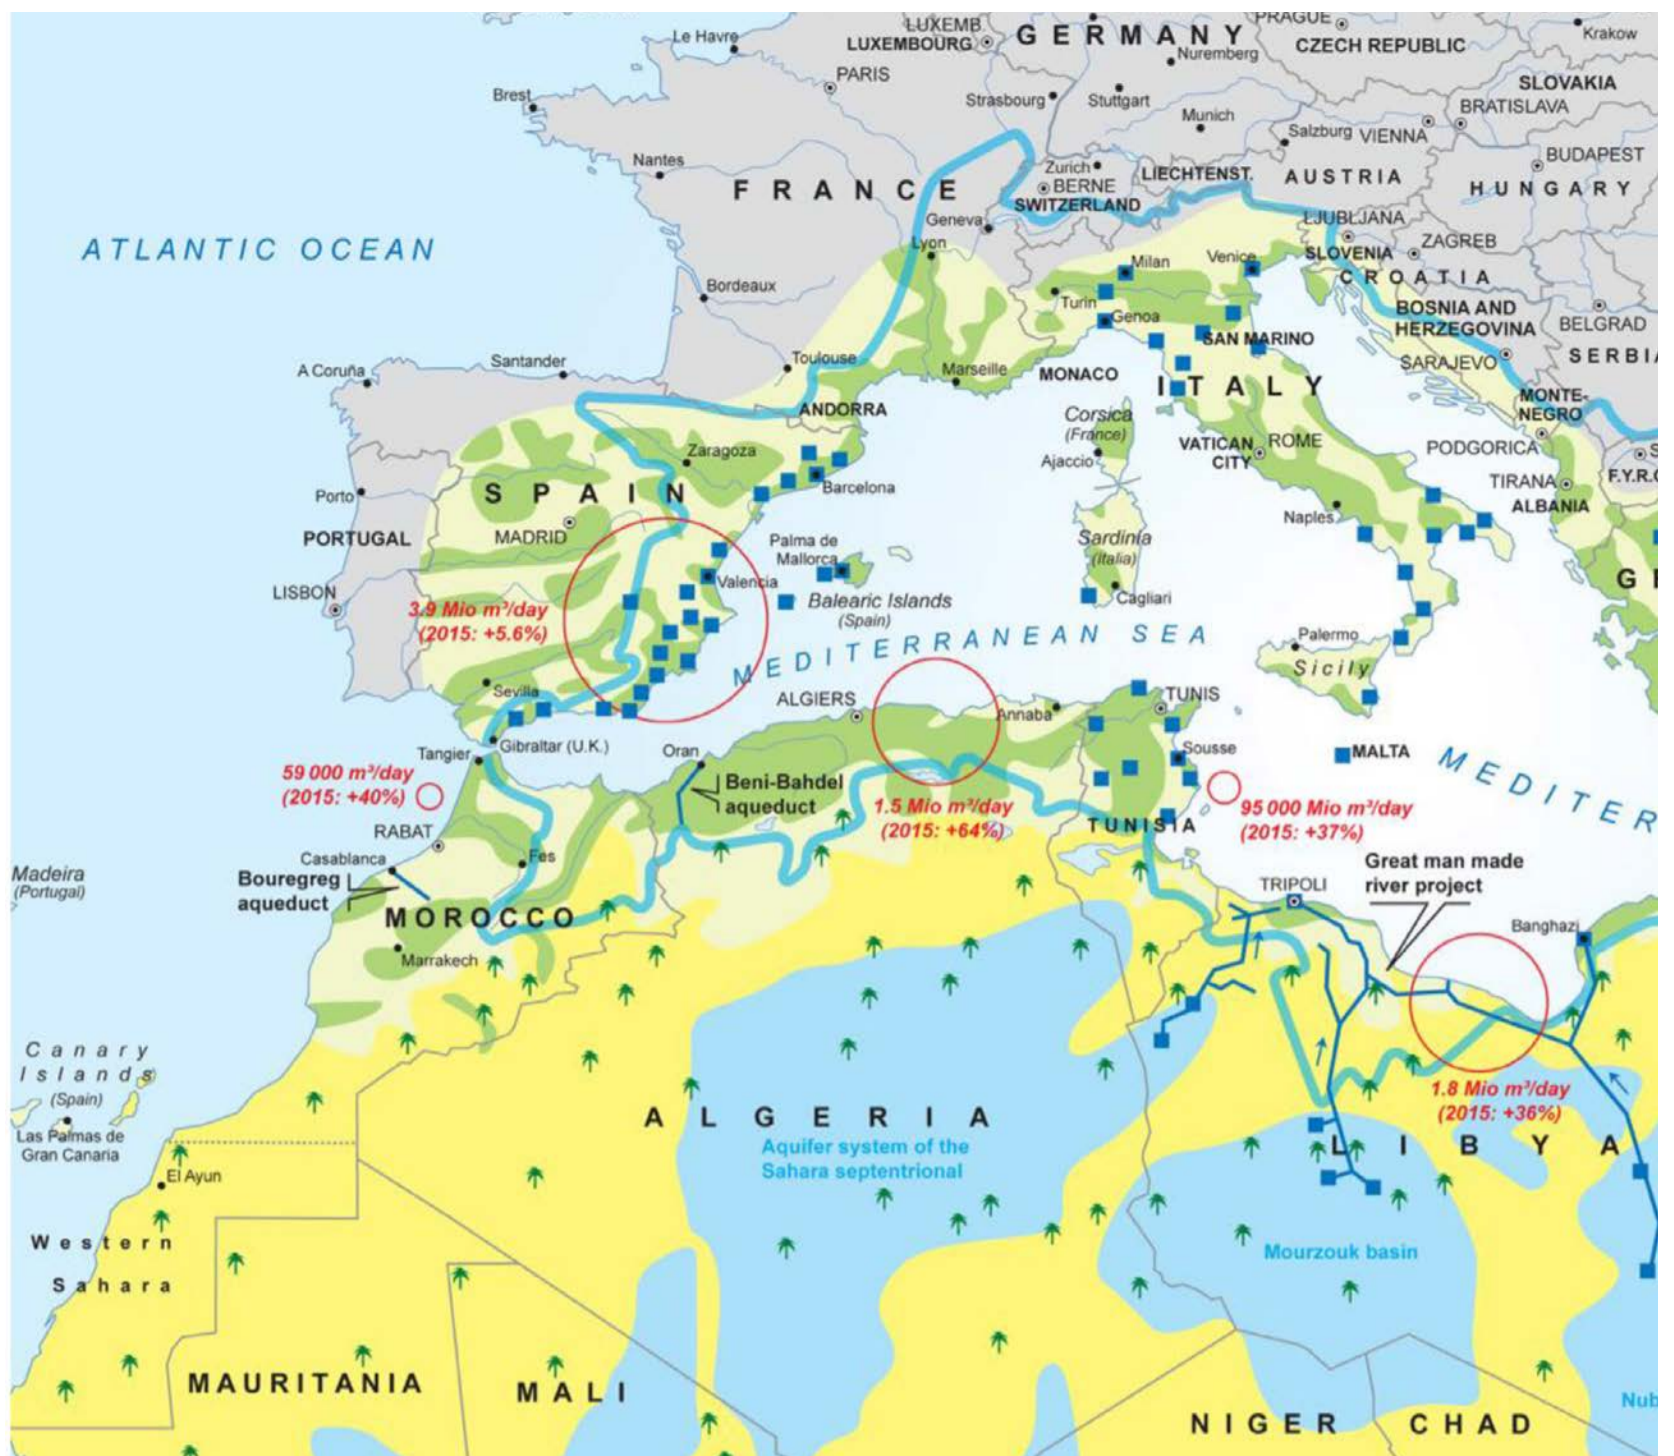 LUXEMB.
LUXEMBOURG
GERMANY
PRAGUE
CZECH REPUBLIC
Krakow
Le Havre
PARIS
Nuremberg
SLOVAKIA
Brest
Strasbourg
Stuttgart
BRATISLAVA
Munich
Salzburg
VIENNA
Nantes
Zurich
BERNE
LIECHTENST.
AUSTRIA
BUDAPEST
HUNGARY
FRANCE
SWITZERLAND
Geneva
LJUBLJANA
ZAGREB
ATLANTIC OCEAN
Lyon
Milan
Venice
SLOVENIA
CROATIA
Bordeaux
Turin
Genoa
BOSNIA AND
HERZEGOVINA
BELGRAD
SAN MARINO
A Coruña
Santander
Toulouse
Marseille
MONACO
ITALY
SARAJEVO
SERBIA
ANDORRA
Corsica
(France)
Ajaccio
MONTE-
NEGRO
VATICAN
CITY
ROME
PODGORICA
Zaragoza
Porto
SPAIN
Barcelona
TIRANA
ALBANIA
F.Y.R.O
PORTUGAL
MADRID
Palma de
Mallorca
Sardinia
(Italia)
Naples
LISBON
Valencia
Balearic Islands
(Spain)
Cagliari
3.9 Mio m³/day
(2015: +5.6%)
MEDITERRANEAN SEA
Palermo
Sicily
Sevilla
ALGIERS
Annaba
TUNIS
Tangier
Gibraltar (U.K.)
Oran
Sousse
MALTA
MEDITER
59 000 m³/day
(2015: +40%)
Beni-Bahdel
aqueduct
1.5 Mio m³/day
(2015: +64%)
95 000 Mio m³/day
(2015: +37%)
RABAT
TUNISIA
Casablanca
Fes
Madeira
(Portugal)
Bouregreg
aqueduct
Great man made
river project
TRIPOLI
MOROCCO
Banghazi
Marrakech
Canary
Islands
(Spain)
Las Palmas de
Gran Canaria
1.8 Mio m³/day
(2015: +36%)
ALGERIA
Aquifer system of the
Sahara septentrional
LIBYA
El Ayun
Western
Sahara
Mourzouk basin
MAURITANIA
MALI
NIGER
CHAD
Nub